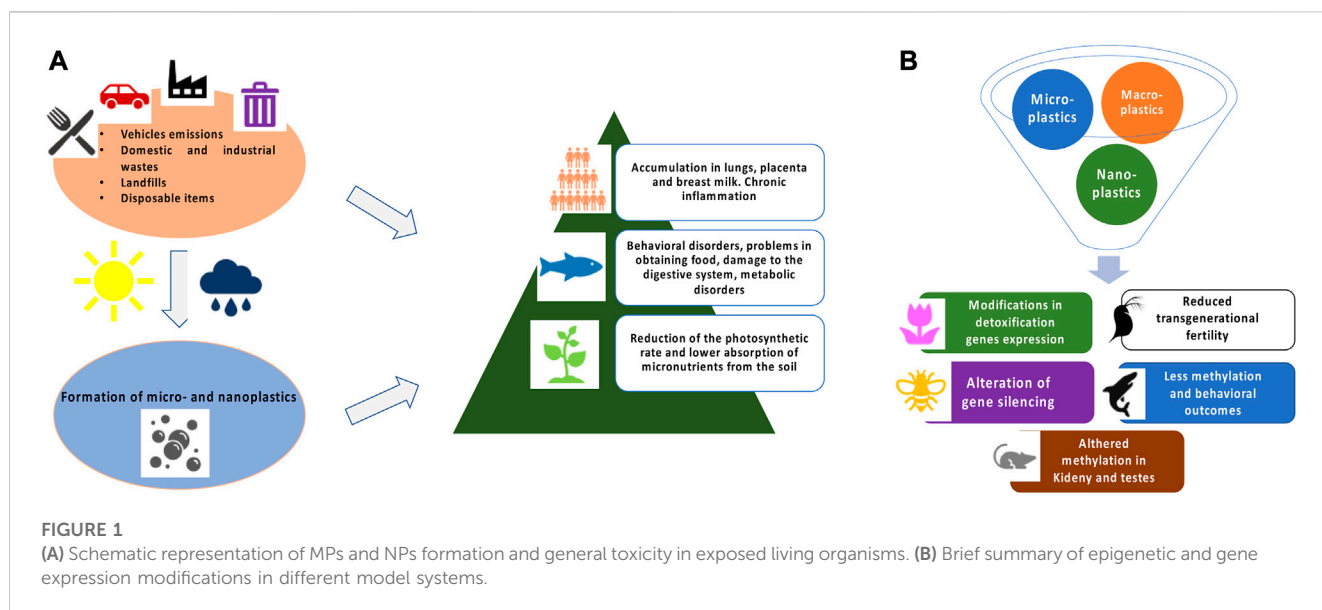 A
• Vehicles emissions
• Domestic and industrial
wastes
• Landfills
• Disposable items
Formation of micro- and nanoplastics
Accumulation in lungs, placenta
and breast milk. Chronic
inflammation
Behavioral disorders, problems in
obtaining food, damage to the
digestive system, metabolic
disorders
Reduction of the photosynthetic
rate and lower absorption of
micronutrients from the soil
B
Micro-
plastics
Macro-
plastics
Nano-
plastics
Modifications in
detoxification
genes expression
Reduced
transgenerational
fertility
Alteration of
gene silencing
Less methylation
and behavioral
outcomes
Althered
methylation in
Kideny and testes
FIGURE 1
(A) Schematic representation of MPs and NPs formation and general toxicity in exposed living organisms. (B) Brief summary of epigenetic and gene
expression modifications in different model systems.